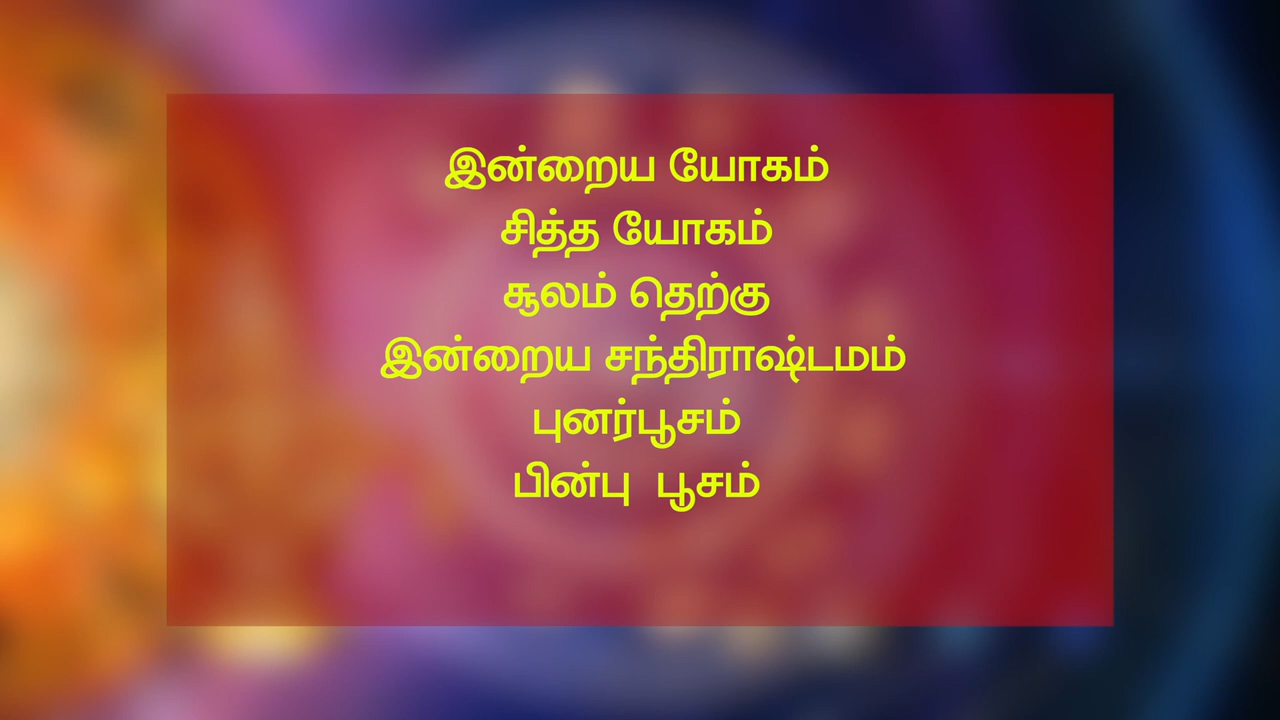 இன்றைய யோகம்
சித்த யோகம்
சூலம் தெற்கு
இன்றைய சந்திராஷ்டமம்
புனர்பூசம்
பின்பு பூசம்